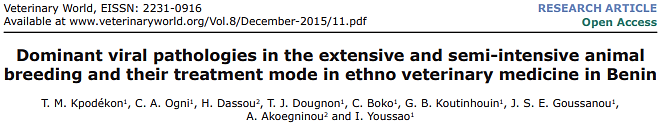 Veterinary World, EISSN: 2231-0916 RESEARCH ARTICLE
Available at www.veterinaryworld.org/Vol.8/December-2015/11.pdf Open Access
Dominant viral pathologies in the extensive and semi-intensive animal
breeding and their treatment mode in ethno veterinary medicine in Benin
T. M. Kpodékon¹, C. A. Ogni¹, H. Dassou², T. J. Dougnon¹, C. Boko¹, G. B. Koutinhouin¹, J. S. E. Goussanou¹,
A. Akoegninou² and I. Youssao¹